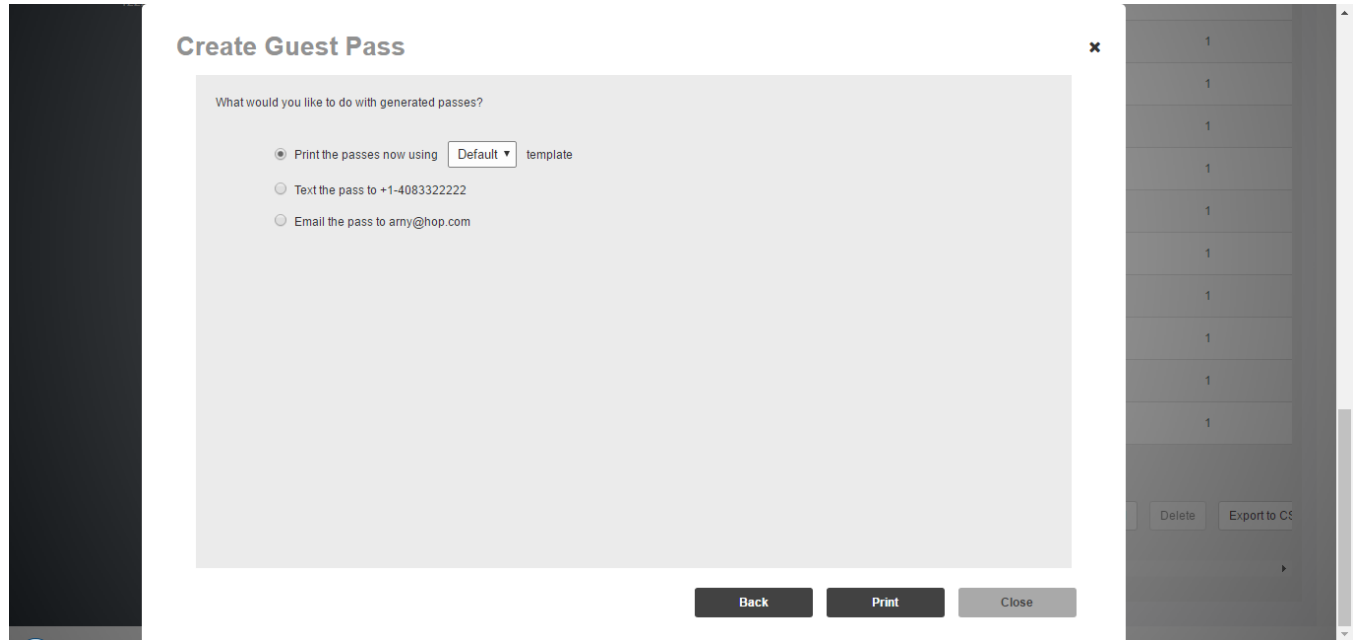 Create Guest Pass
✖
What would you like to do with generated passes?
Print the passes now using Default ▾ template
Text the pass to +1-4083322222
Email the pass to arny@hop.com
1
1
1
1
1
1
1
1
1
1
Delete
Export to CS
Back
Print
Close